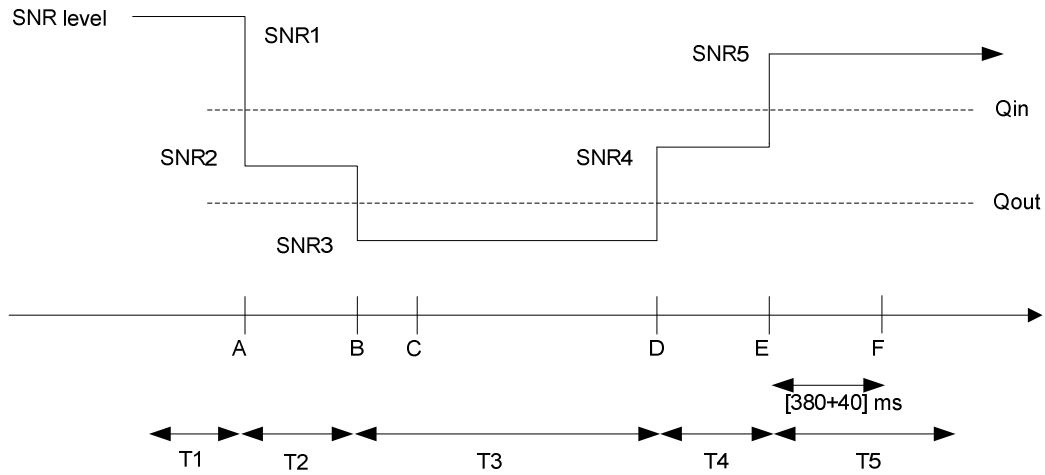 SNR level
SNR1
SNR5
Qin
SNR2
SNR4
Qout
SNR3
A
B
C
D
E
F
[380+40] ms
T1
T2
T3
T4
T5